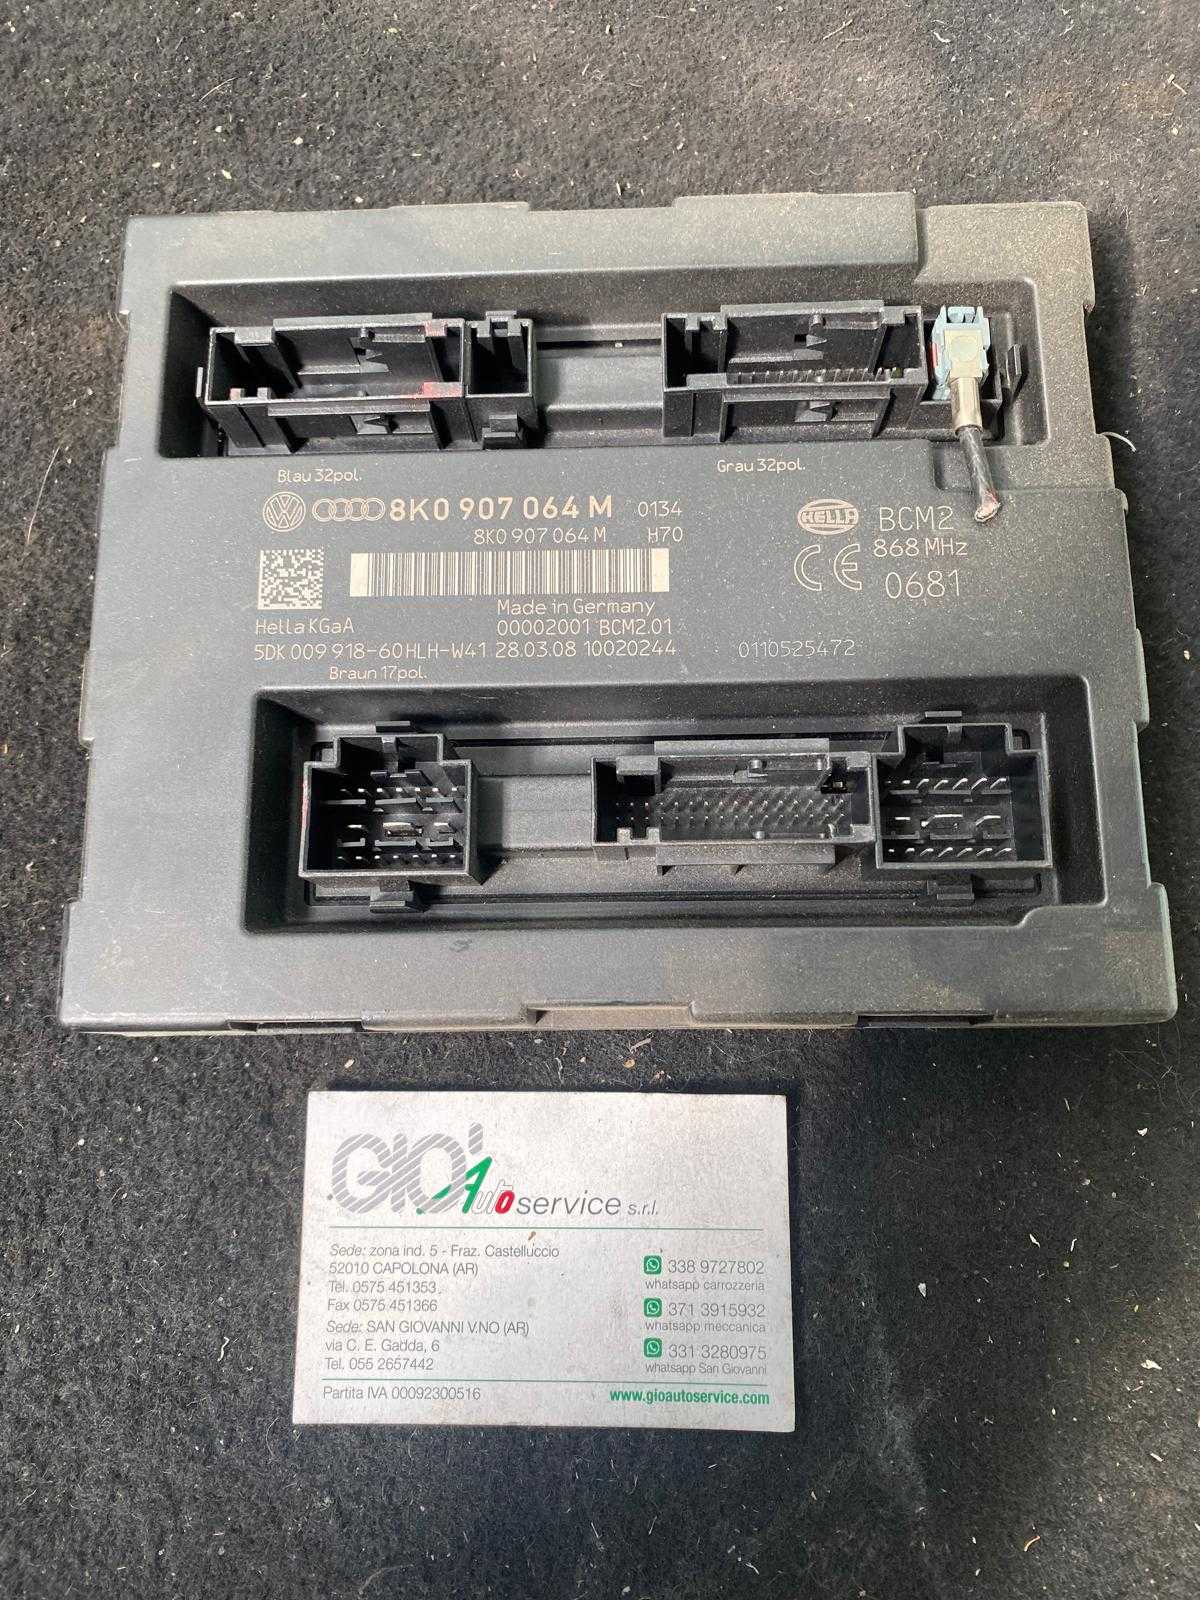 Blau 32pol.
Grau 32pol.
8K0 907 064 M 0134
8K0 907 064 M H70
HELLA
BCM2
868 MHz
CE 0681
Made in Germany
Hella KGaA
00002001 BCM2.01
5DK 009 918-60 HLH-W41 28.03.08 10020244
0110525472
Braun 17pol.
GIO' Auto service s.r.l.
Sede: zona ind. 5 - Fraz. Castelluccio
52010 CAPOLONA (AR)
Tel. 0575 451353
Fax 0575 451366
Sede: SAN GIOVANNI V.NO (AR)
via C. E. Gadda, 6
Tel. 055 2657442
338 9727802
whatsapp carrozzeria
371 3915932
whatsapp meccanica
331 3280975
whatsapp San Giovanni
Partita IVA 00092300516
www.gioautoservice.com